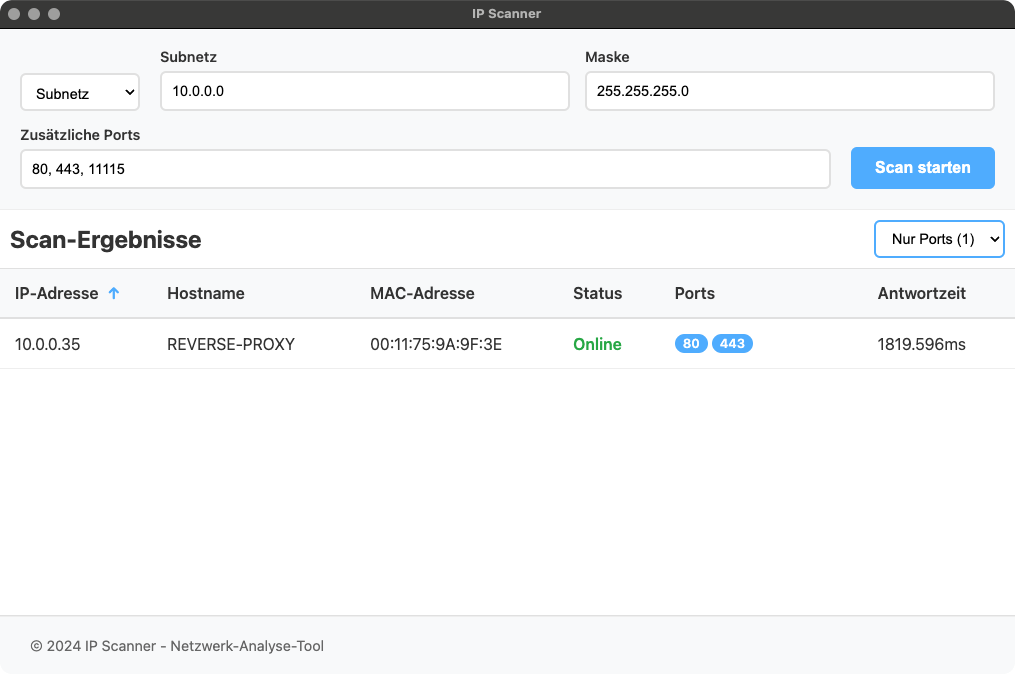 IP Scanner
Subnetz
Maske
Subnetz
10.0.0.0
255.255.255.0
Zusätzliche Ports
80, 443, 11115
Scan starten
Scan-Ergebnisse
Nur Ports (1)
IP-Adresse ↑ Hostname MAC-Adresse Status Ports Antwortzeit
10.0.0.35 REVERSE-PROXY 00:11:75:9A:9F:3E Online 80 443 1819.596ms
© 2024 IP Scanner - Netzwerk-Analyse-Tool